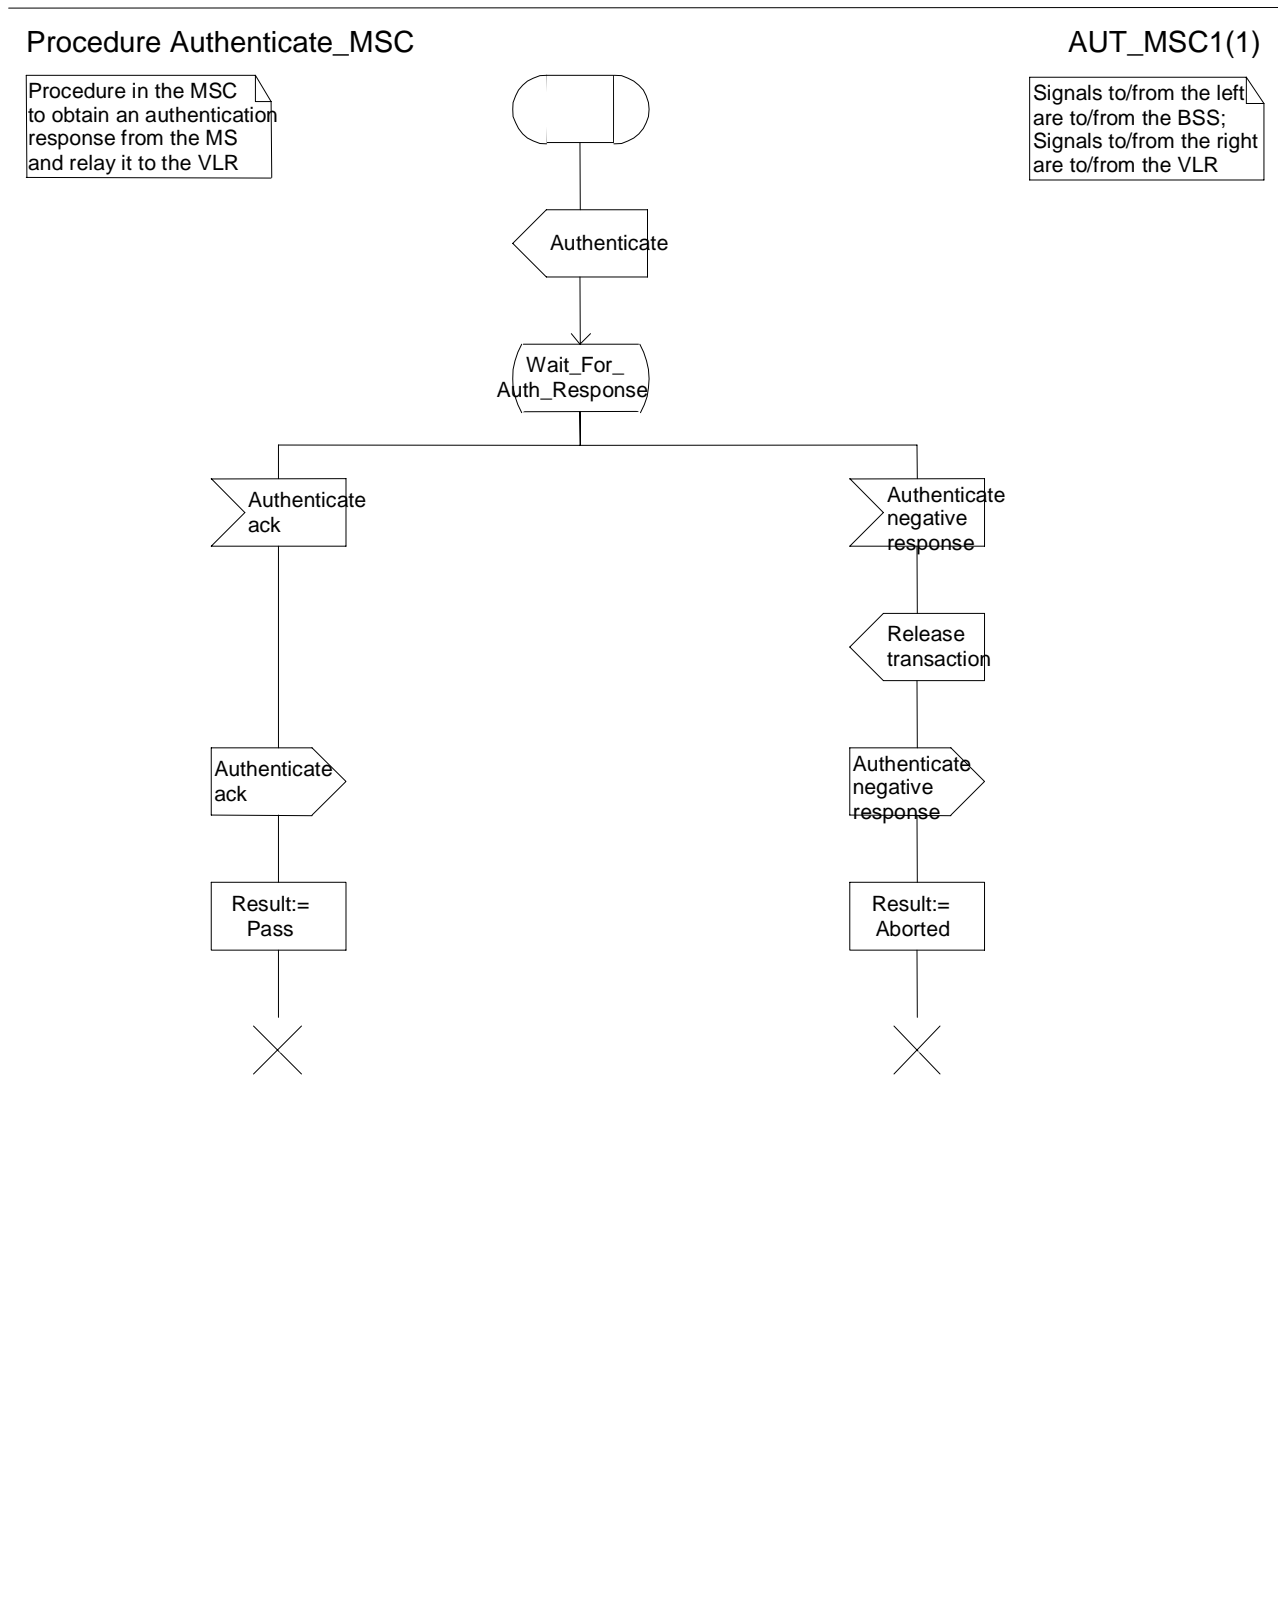 Procedure Authenticate_MSC
AUT_MSC1(1)
Procedure in the MSC
to obtain an authentication
response from the MS
and relay it to the VLR
Signals to/from the left
are to/from the BSS;
Signals to/from the right
are to/from the VLR
Authenticate
Wait_For_
Auth_Response
Authenticate
ack
Authenticate
negative
response
Release
transaction
Authenticate
ack
Authenticate
negative
response
Result:=
Pass
Result:=
Aborted